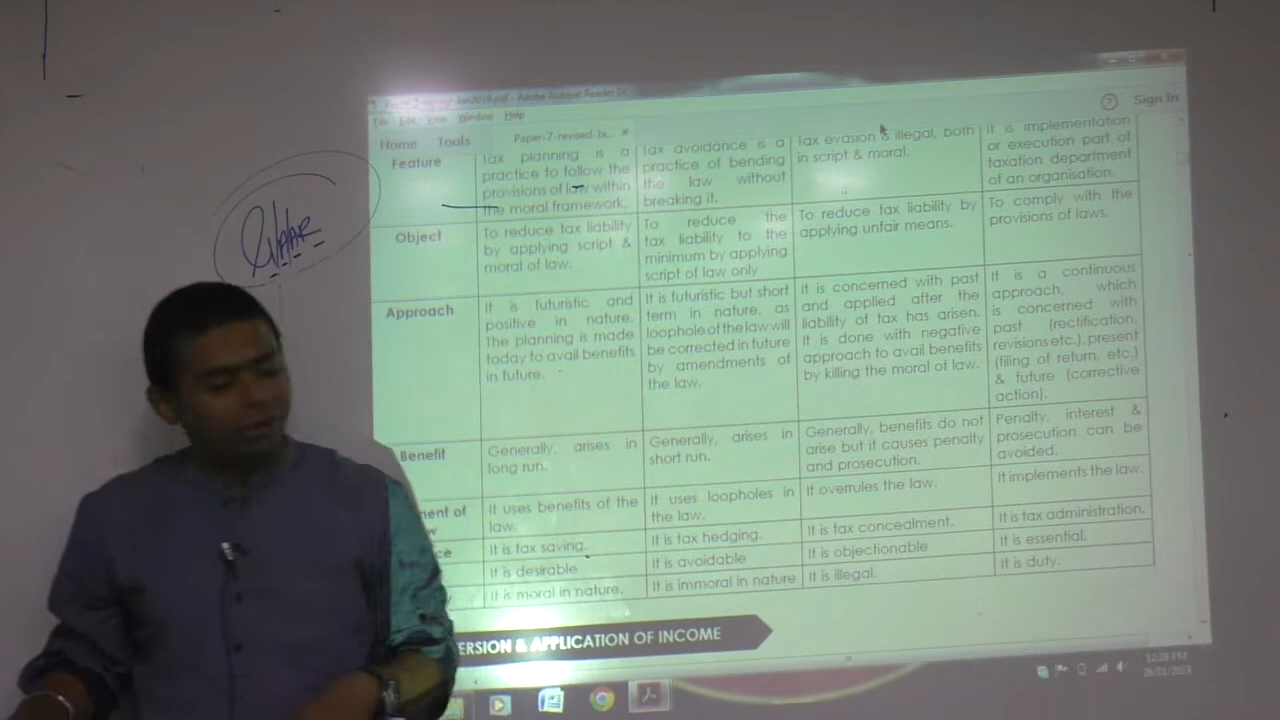 Sign In
File Edit View Window Help
Home Tools Paper-7-revised-Ja...
Feature
Tax planning is a
practice to follow the
provisions of law within
the moral framework.
Tax avoidance is a
practice of bending
the law without
breaking it.
Tax evasion is illegal, both
in script & moral.
It is implementation
or execution part of
taxation department
of an organisation.
Object
To reduce tax liability
by applying script &
moral of law.
To reduce the
tax liability to the
minimum by applying
script of law only
To reduce tax liability by
applying unfair means.
To comply with the
provisions of laws.
Approach
It is futuristic and
positive in nature.
The planning is made
today to avail benefits
in future.
It is futuristic but short
term in nature, as
loophole of the law will
be corrected in future
by amendments of
the law.
It is concerned with past
and applied after the
liability of tax has arisen.
It is done with negative
approach to avail benefits
by killing the moral of law.
It is a continuous
approach, which
is concerned with
past (rectification,
revisions etc.), present
(filing of return, etc.)
& future (corrective
action).
Benefit
Generally, arises in
long run.
Generally, arises in
short run.
Generally, benefits do not
arise but it causes penalty
and prosecution.
Penalty, interest &
prosecution can be
avoided.
ment of
It uses benefits of the
law.
It uses loopholes in
the law.
It overrules the law.
It implements the law.
ce
It is tax saving.
It is tax hedging.
It is tax concealment.
It is tax administration.
It is desirable
It is avoidable
It is objectionable
It is essential.
It is moral in nature.
It is immoral in nature
It is illegal.
It is duty.
ERSION & APPLICATION OF INCOME
12:29 PM
26/01/2019